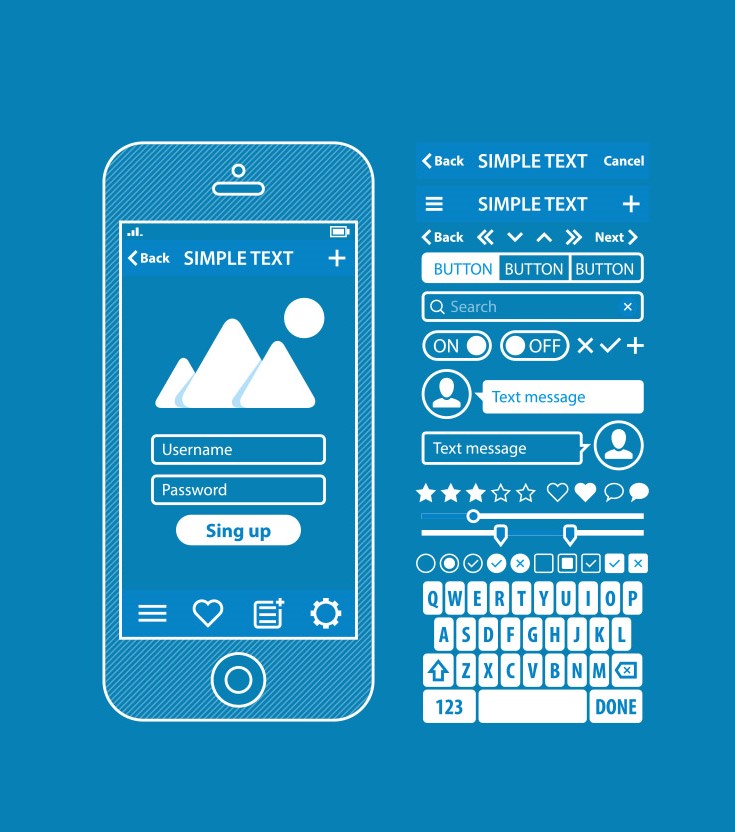 Back SIMPLE TEXT
Username
Password
Sing up
Back SIMPLE TEXT Cancel
SIMPLE TEXT
Back Next
BUTTON BUTTON BUTTON
Search
ON OFF
Text message
Text message
Q W E R T Y U I O P
A S D F G H J K L
Z X C V B N M
123 DONE